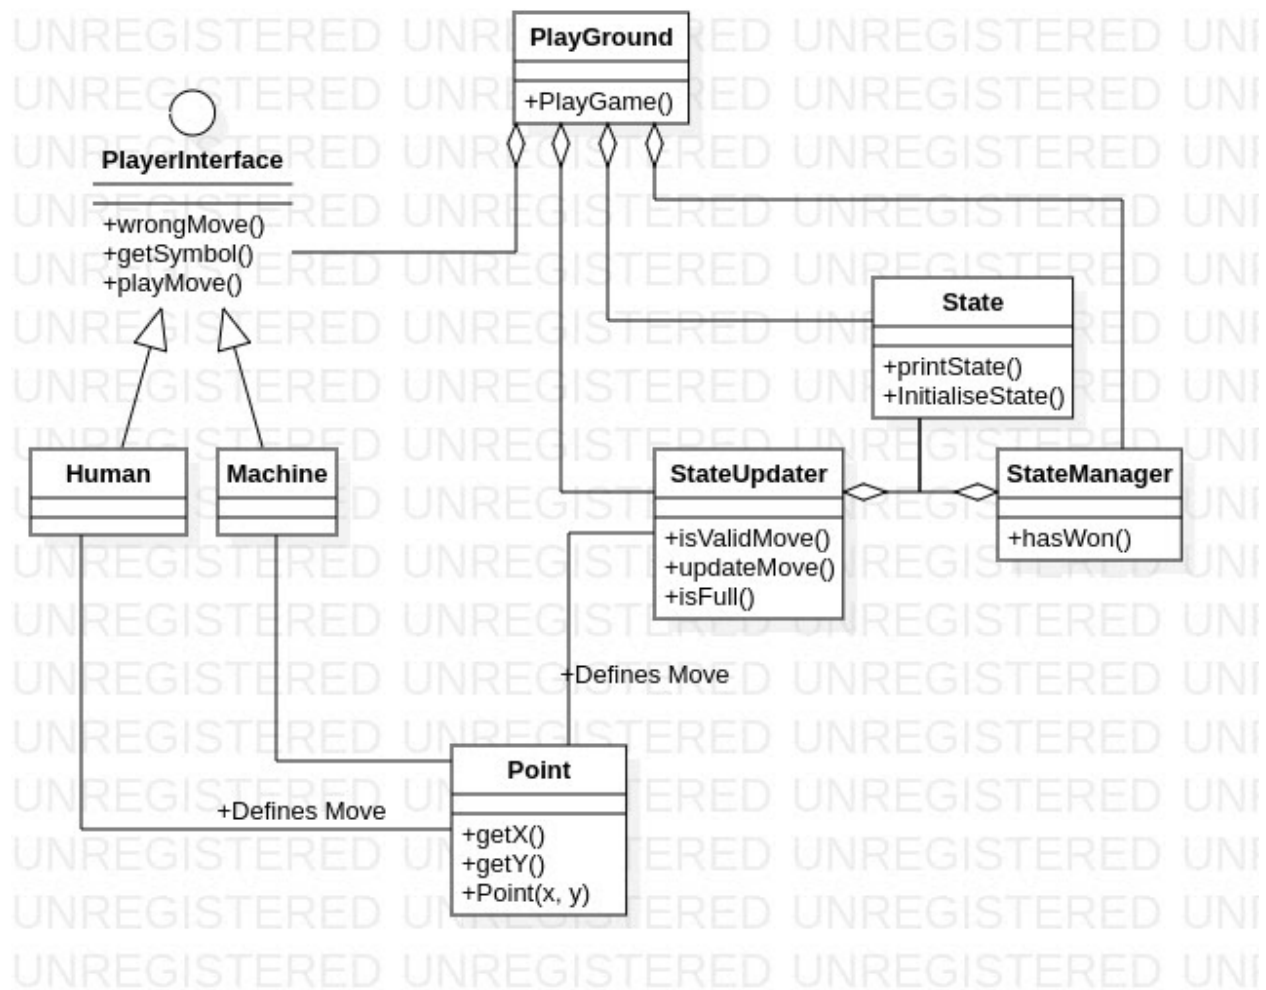 PlayGround
+PlayGame()
PlayerInterface
+wrongMove()
+getSymbol()
+playMove()
State
+printState()
+InitialiseState()
Human
Machine
StateUpdater
+isValidMove()
+updateMove()
+isFull()
StateManager
+hasWon()
+Defines Move
Point
+getX()
+getY()
+Point(x, y)
+Defines Move
UNREGISTERED